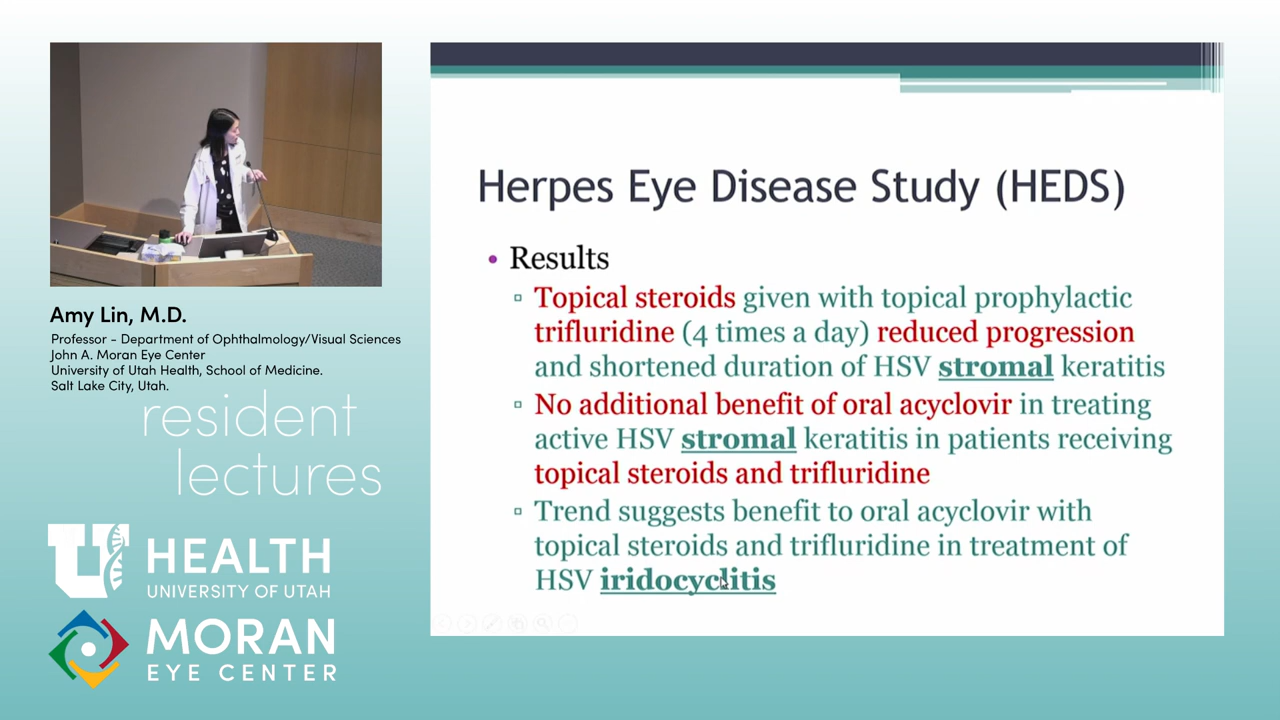 Amy Lin, M.D.
Professor - Department of Ophthalmology/Visual Sciences
John A. Moran Eye Center
University of Utah Health, School of Medicine.
Salt Lake City, Utah.
resident
lectures
U HEALTH
UNIVERSITY OF UTAH
MORAN
EYE CENTER
Herpes Eye Disease Study (HEDS)
• Results
▫ Topical steroids given with topical prophylactic
trifluridine (4 times a day) reduced progression
and shortened duration of HSV stromal keratitis
▫ No additional benefit of oral acyclovir in treating
active HSV stromal keratitis in patients receiving
topical steroids and trifluridine
▫ Trend suggests benefit to oral acyclovir with
topical steroids and trifluridine in treatment of
HSV iridocyclitis